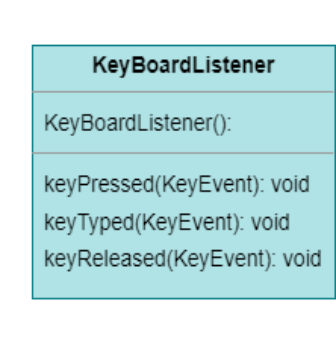 KeyBoardListener
KeyBoardListener():
keyPressed(KeyEvent): void
keyTyped(KeyEvent): void
keyReleased(KeyEvent): void